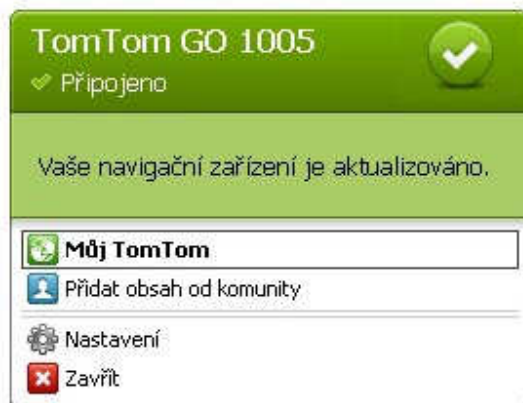 TomTom GO 1005
Připojeno
Vaše navigační zařízení je aktualizováno.
Můj TomTom
Přidat obsah od komunity
Nastavení
Zavřít